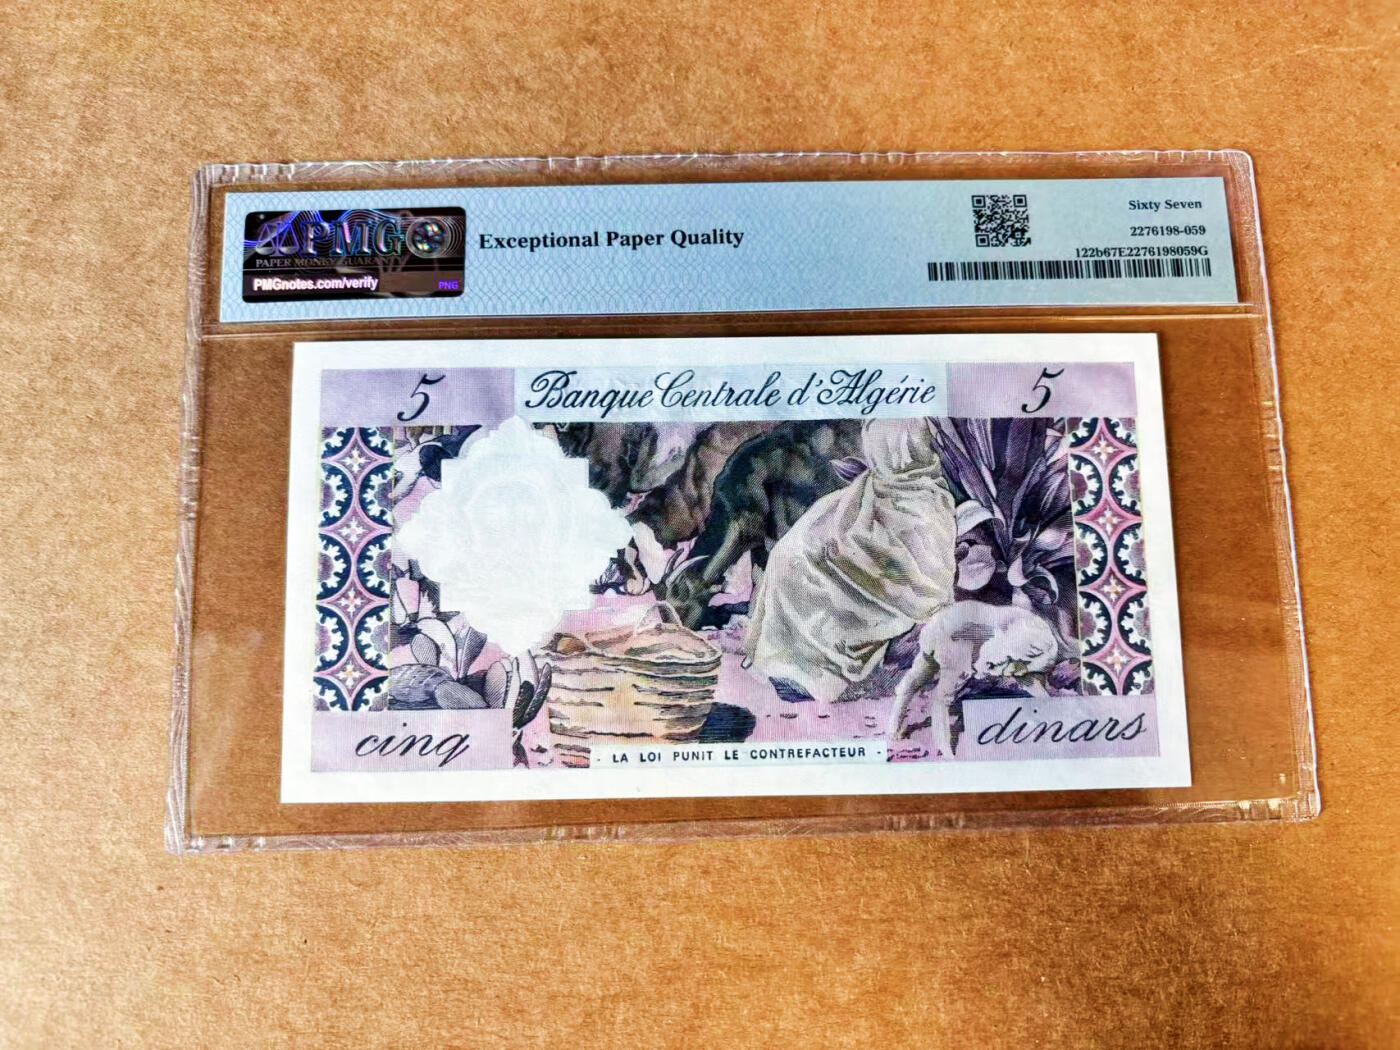 PMG
PAPER MONEY GUARANTY
PMGnotes.com/verify
PNG
Exceptional Paper Quality
Sixty Seven
2276198-059
122b67E2276198059G
5
Banque Centrale d'Algérie
5
cinq
dinars
- LA LOI PUNIT LE CONTREFACTEUR -